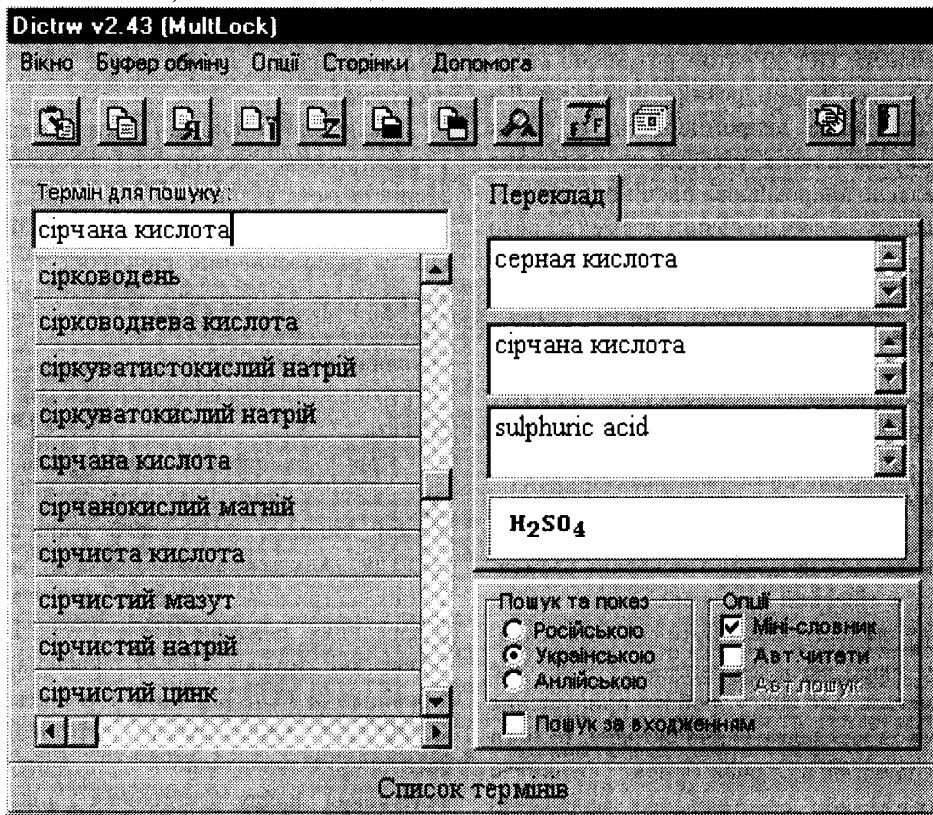 Dictrw v2.43 (MultLock)
Вікно Буфер обміну Опції Сторінки Допомога
Термін для пошуку :
сірчана кислота
сірководень
сірководнева кислота
сіркуватистокислий натрій
сіркуватокислий натрій
сірчана кислота
сірчанокислий магній
сірчиста кислота
сірчистий мазут
сірчистий натрій
сірчистий цинк
Переклад
серная кислота
сірчана кислота
sulphuric acid
H₂SO₄
Пошук та показ
Російською
Українською
Анлійською
Пошук за входженням
Опції
Міні-словник
Авт.читати
Авт.пошук
Список термінів